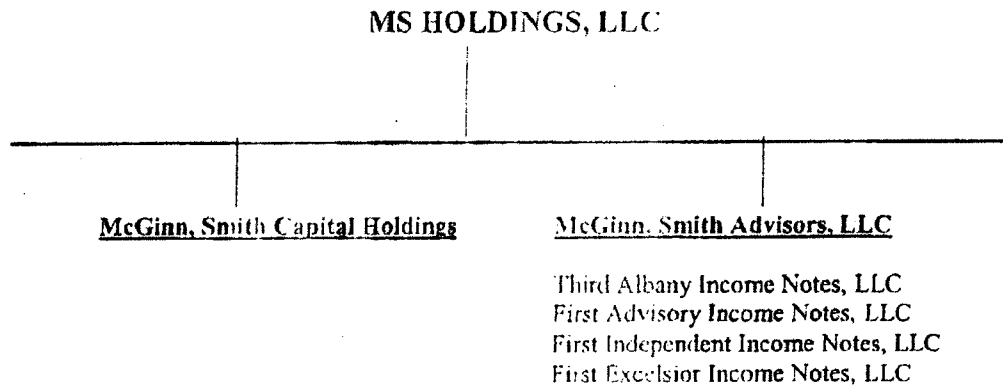 MS HOLDINGS, LLC
McGinn, Smith Capital Holdings
McGinn, Smith Advisors, LLC
Third Albany Income Notes, LLC
First Advisory Income Notes, LLC
First Independent Income Notes, LLC
First Excelsior Income Notes, LLC